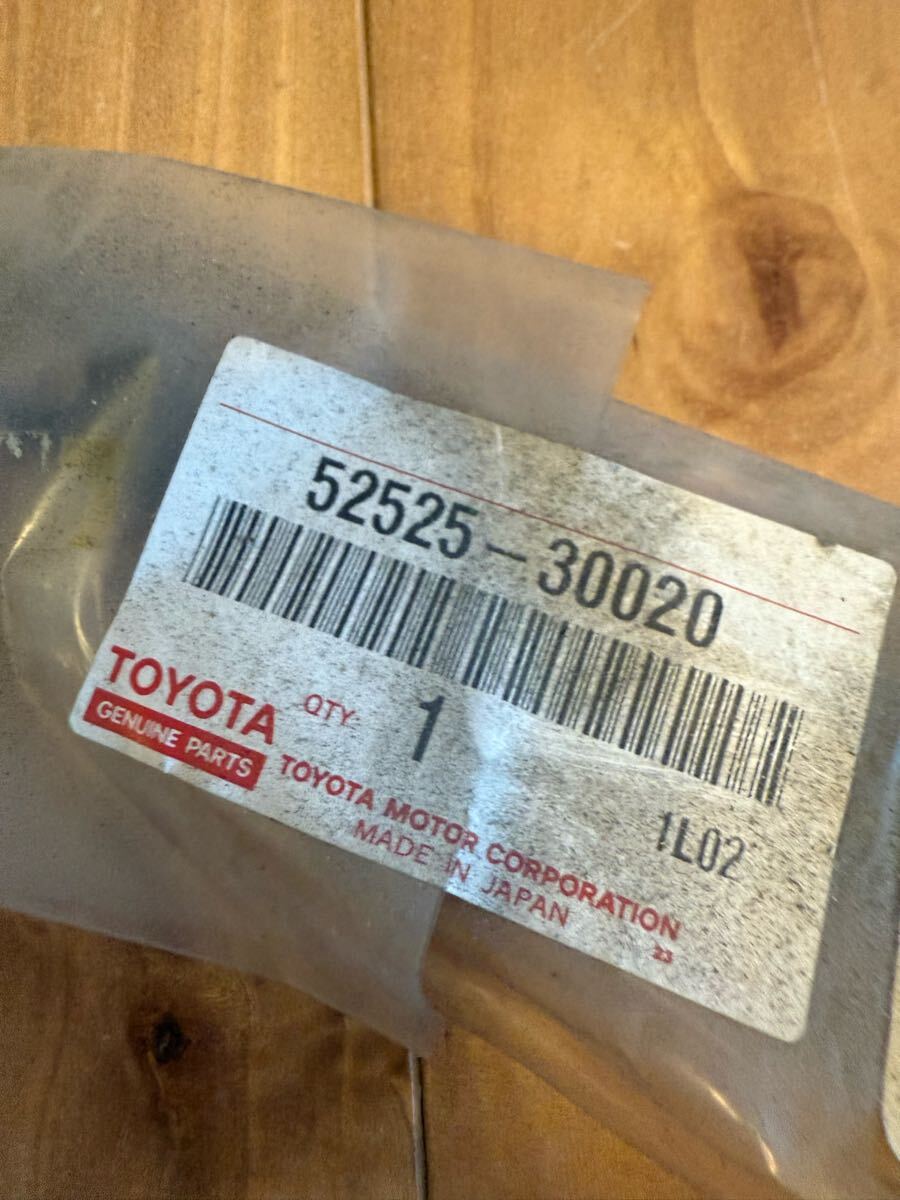 52525-30020
TOYOTA QTY 1
GENUINE PARTS
1L02
TOYOTA MOTOR CORPORATION
MADE IN JAPAN
23